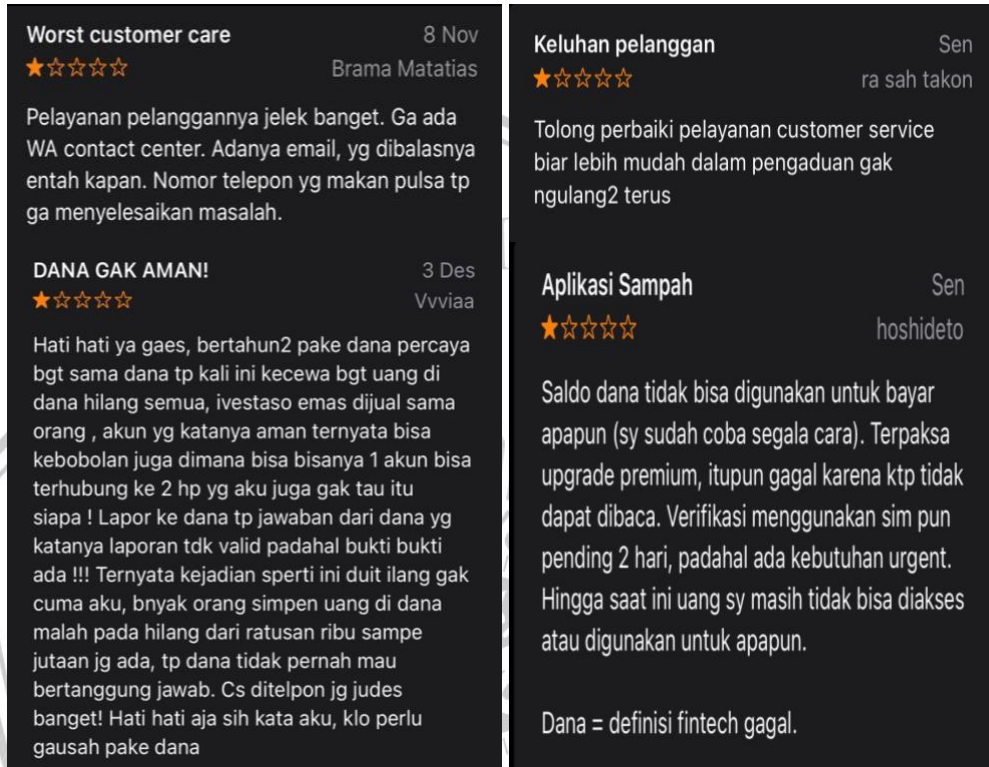 Worst customer care
8 Nov
Brama Matatias
Pelayanan pelanggannya jelek banget. Ga ada
WA contact center. Adanya email, yg dibalasnya
entah kapan. Nomor telepon yg makan pulsa tp
ga menyelesaikan masalah.
DANA GAK AMAN!
3 Des
Vvviaa
Hati hati ya gaes, bertahun2 pake dana percaya
bgt sama dana tp kali ini kecewa bgt uang di
dana hilang semua, ivestaso emas dijual sama
orang , akun yg katanya aman ternyata bisa
kebobolan juga dimana bisa bisanya 1 akun bisa
terhubung ke 2 hp yg aku juga gak tau itu
siapa ! Lapor ke dana tp jawaban dari dana yg
katanya laporan tdk valid padahal bukti bukti
ada !!! Ternyata kejadian sperti ini duit ilang gak
cuma aku, bnyak orang simpen uang di dana
malah pada hilang dari ratusan ribu sampe
jutaan jg ada, tp dana tidak pernah mau
bertanggung jawab. Cs ditelpon jg judes
banget! Hati hati aja sih kata aku, klo perlu
gausah pake dana
Keluhan pelanggan
Sen
ra sah takon
Tolong perbaiki pelayanan customer service
biar lebih mudah dalam pengaduan gak
ngulang2 terus
Aplikasi Sampah
Sen
hoshideto
Saldo dana tidak bisa digunakan untuk bayar
apapun (sy sudah coba segala cara). Terpaksa
upgrade premium, itupun gagal karena ktp tidak
dapat dibaca. Verifikasi menggunakan sim pun
pending 2 hari, padahal ada kebutuhan urgent.
Hingga saat ini uang sy masih tidak bisa diakses
atau digunakan untuk apapun.
Dana = definisi fintech gagal.